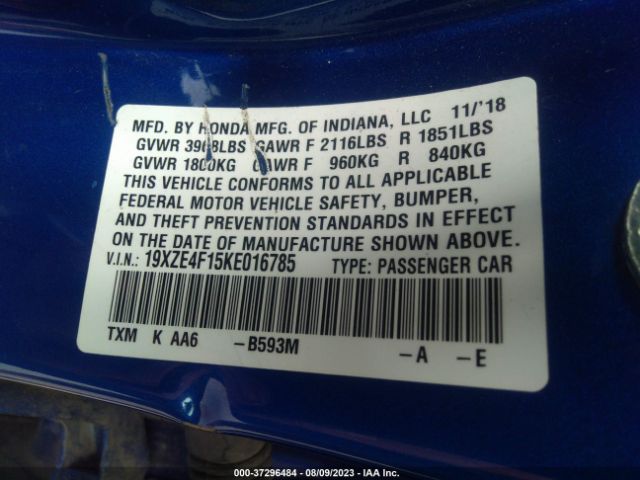 MFD. BY HONDA MFG. OF INDIANA, LLC 11/'18
GVWR 3968LBS GAWR F 2116LBS R 1851LBS
GVWR 1800KG GAWR F 960KG R 840KG
THIS VEHICLE CONFORMS TO ALL APPLICABLE
FEDERAL MOTOR VEHICLE SAFETY, BUMPER,
AND THEFT PREVENTION STANDARDS IN EFFECT
ON THE DATE OF MANUFACTURE SHOWN ABOVE.
V.I.N.: 19XZE4F15KE016785 TYPE: PASSENGER CAR
TXM K AA6 -B593M -A -E
000-37296484 - 08/09/2023 - IAA Inc.